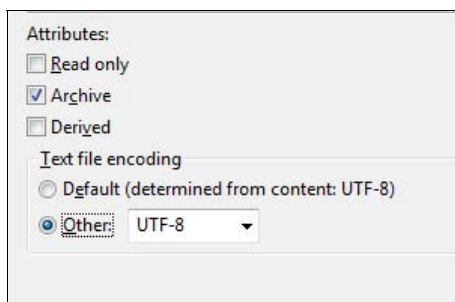 Attributes:
Read only
Archive
Derived
Text file encoding
Default (determined from content: UTF-8)
Other: UTF-8